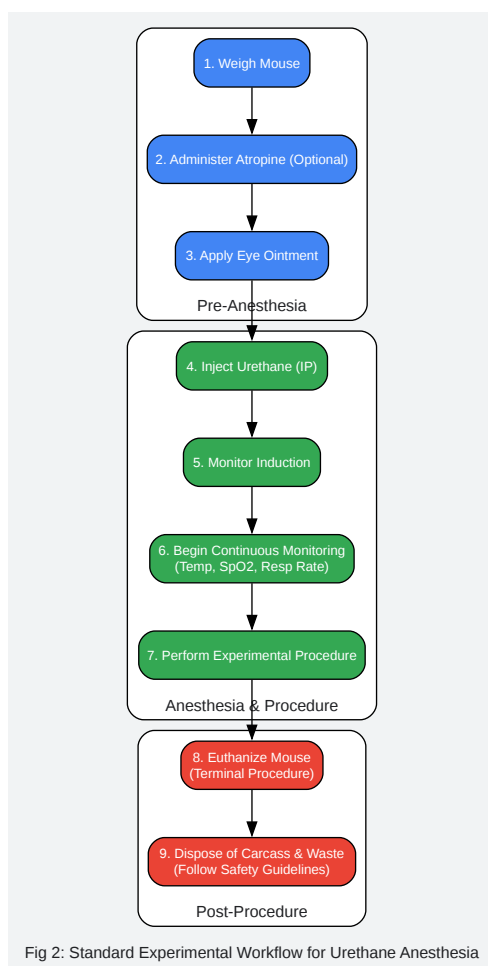 1. Weigh Mouse
2. Administer Atropine (Optional)
3. Apply Eye Ointment
Pre-Anesthesia
4. Inject Urethane (IP)
5. Monitor Induction
6. Begin Continuous Monitoring
(Temp, SpO2, Resp Rate)
7. Perform Experimental Procedure
Anesthesia & Procedure
8. Euthanize Mouse
(Terminal Procedure)
9. Dispose of Carcass & Waste
(Follow Safety Guidelines)
Post-Procedure
Fig 2: Standard Experimental Workflow for Urethane Anesthesia